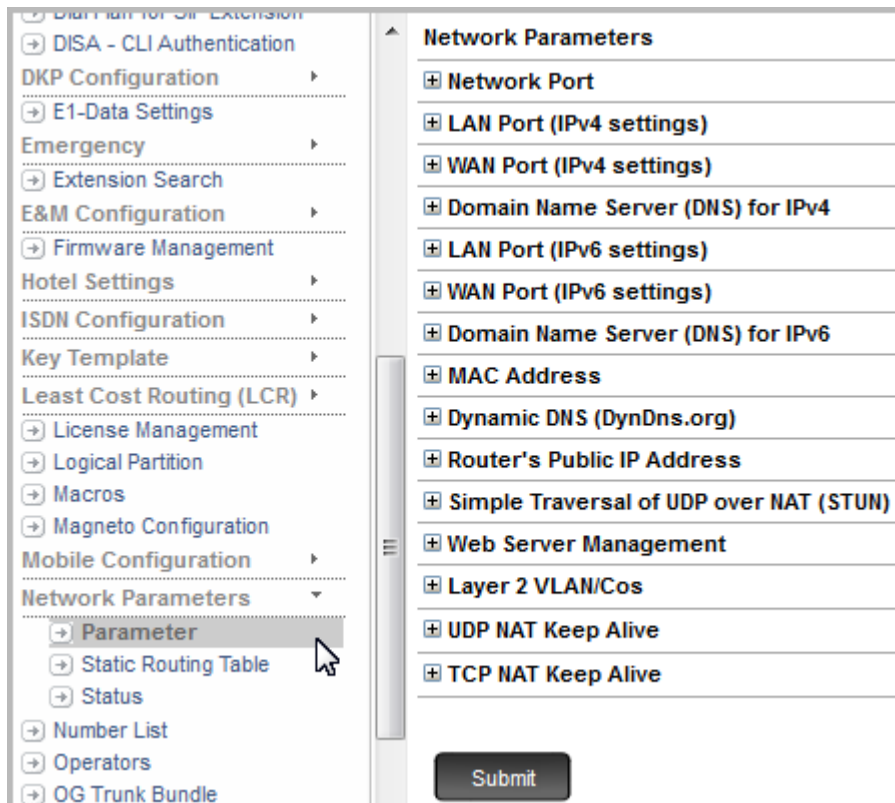 Dial Plan for SIP Extension
DISA - CLI Authentication
DKP Configuration
E1-Data Settings
Emergency
Extension Search
E&M Configuration
Firmware Management
Hotel Settings
ISDN Configuration
Key Template
Least Cost Routing (LCR)
License Management
Logical Partition
Macros
Magneto Configuration
Mobile Configuration
Network Parameters
Parameter
Static Routing Table
Status
Number List
Operators
OG Trunk Bundle
Network Parameters
Network Port
LAN Port (IPv4 settings)
WAN Port (IPv4 settings)
Domain Name Server (DNS) for IPv4
LAN Port (IPv6 settings)
WAN Port (IPv6 settings)
Domain Name Server (DNS) for IPv6
MAC Address
Dynamic DNS (DynDns.org)
Router's Public IP Address
Simple Traversal of UDP over NAT (STUN)
Web Server Management
Layer 2 VLAN/Cos
UDP NAT Keep Alive
TCP NAT Keep Alive
Submit